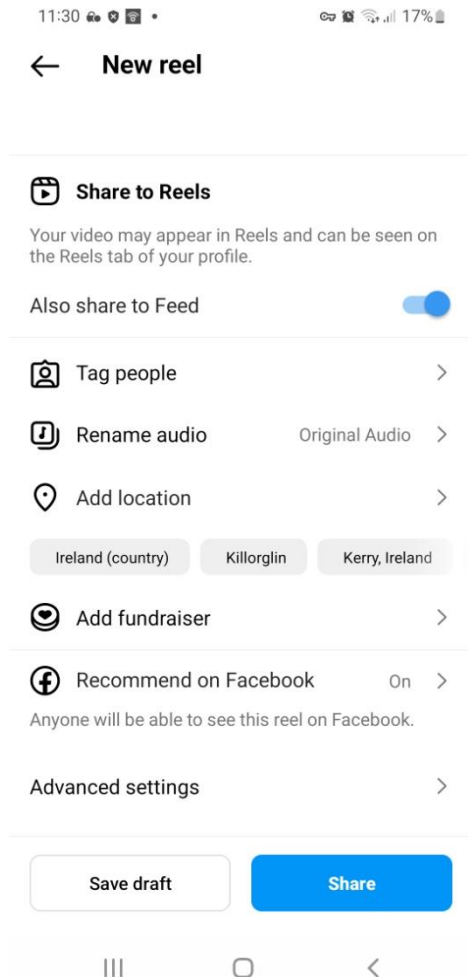 11:30 17%
New reel
Share to Reels
Your video may appear in Reels and can be seen on
the Reels tab of your profile.
Also share to Feed
Tag people
Rename audio Original Audio
Add location
Ireland (country) Killorglin Kerry, Ireland
Add fundraiser
Recommend on Facebook On
Anyone will be able to see this reel on Facebook.
Advanced settings
Save draft Share